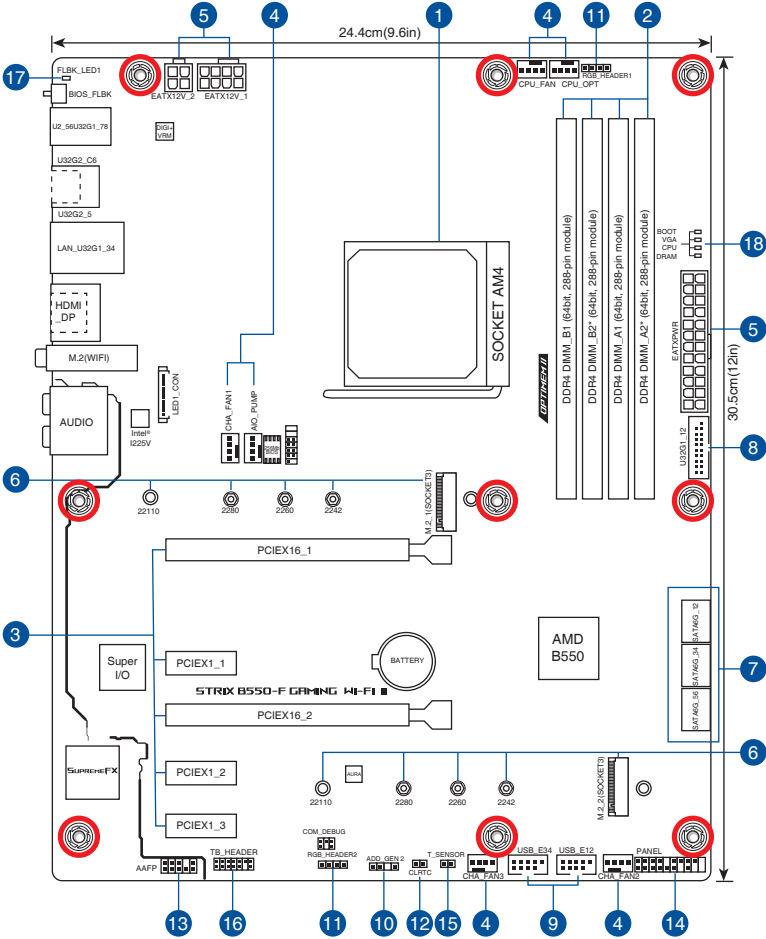 5
4
1
4
11
2
24.4cm(9.6in)
17
FLBK_LED1
BIOS_FLBK
EATX12V_2
EATX12V_1
CPU_FAN
CPU_OPT
RGB_HEADER1
U2_56U32G1_78
DIGI+
VRM
U32G2_C6
U32G2_5
LAN_U32G1_34
HDMI
_DP
M.2(WIFI)
AUDIO
Intel®
I225V
LED1_CON
CHA_FAN1
AIO_PUMP
BIOS
SOCKET AM4
OPTIMEM II
DDR4 DIMM_B1 (64bit, 288-pin module)
DDR4 DIMM_B2* (64bit, 288-pin module)
DDR4 DIMM_A1 (64bit, 288-pin module)
DDR4 DIMM_A2* (64bit, 288-pin module)
BOOT
VGA
CPU
DRAM
18
EATXPWR
5
30.5cm(12in)
U32G1_12
8
6
22110
2280
2260
2242
M.2_1(SOCKET3)
PCIEX16_1
3
Super
I/O
PCIEX1_1
BATTERY
AMD
B550
SATA6G_12
SATA6G_34
SATA6G_56
7
STRIX B550-F GAMING WI-FI II
PCIEX16_2
SUPREMEFX
PCIEX1_2
AURA
22110
2280
2260
2242
M.2_2(SOCKET3)
6
PCIEX1_3
AAFP
TB_HEADER
COM_DEBUG
RGB_HEADER2
ADD_GEN 2
CLRTC
T_SENSOR
CHA_FAN3
USB_E34
USB_E12
CHA_FAN2
PANEL
13
16
11
10
12
15
4
9
4
14